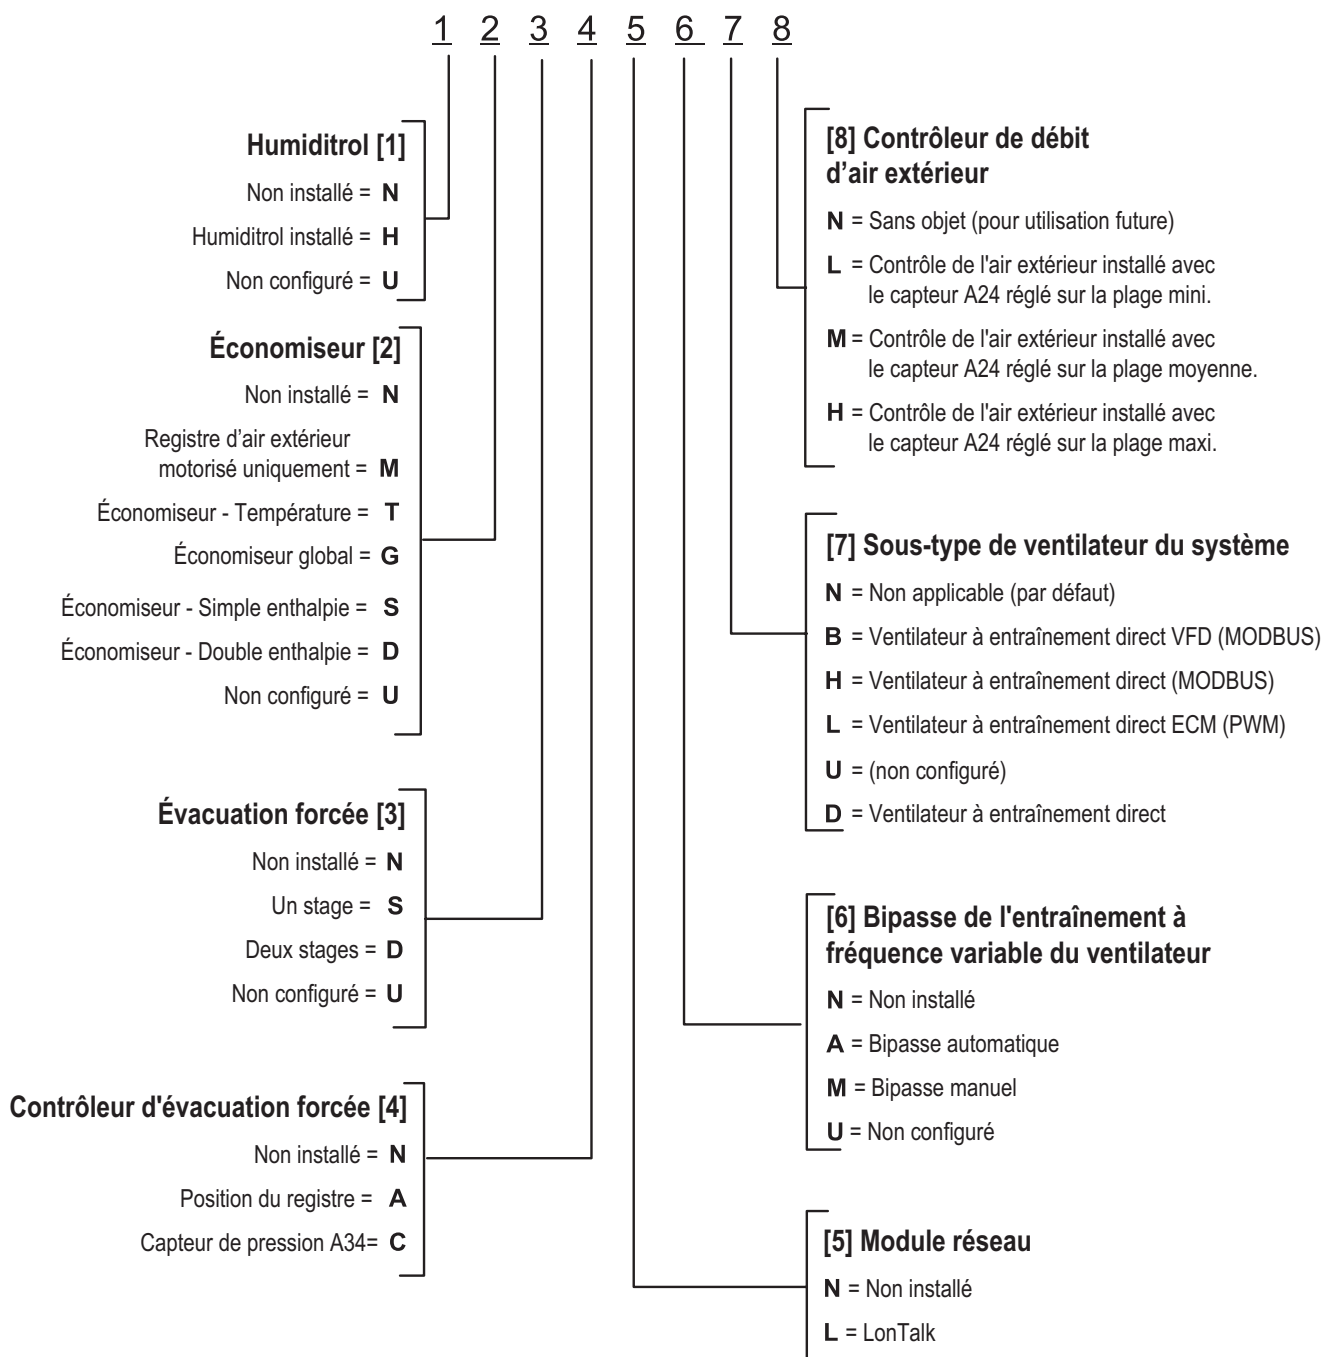 1 2 3 4 5 6 7 8
Humiditrol [1]
Non installé = N
Humiditrol installé = H
Non configuré = U
Économiseur [2]
Non installé = N
Registre d'air extérieur
motorisé uniquement = M
Économiseur - Température = T
Économiseur global = G
Économiseur - Simple enthalpie = S
Économiseur - Double enthalpie = D
Non configuré = U
Évacuation forcée [3]
Non installé = N
Un stage = S
Deux stages = D
Non configuré = U
Contrôleur d'évacuation forcée [4]
Non installé = N
Position du registre = A
Capteur de pression A34= C
[8] Contrôleur de débit
d’air extérieur
N = Sans objet (pour utilisation future)
L = Contrôle de l'air extérieur installé avec
le capteur A24 réglé sur la plage mini.
M = Contrôle de l'air extérieur installé avec
le capteur A24 réglé sur la plage moyenne.
H = Contrôle de l'air extérieur installé avec
le capteur A24 réglé sur la plage maxi.
[7] Sous-type de ventilateur du système
N = Non applicable (par défaut)
B = Ventilateur à entraînement direct VFD (MODBUS)
H = Ventilateur à entraînement direct (MODBUS)
L = Ventilateur à entraînement direct ECM (PWM)
U = (non configuré)
D = Ventilateur à entraînement direct
[6] Bipasse de l'entraînement à
fréquence variable du ventilateur
N = Non installé
A = Bipasse automatique
M = Bipasse manuel
U = Non configuré
[5] Module réseau
N = Non installé
L = LonTalk